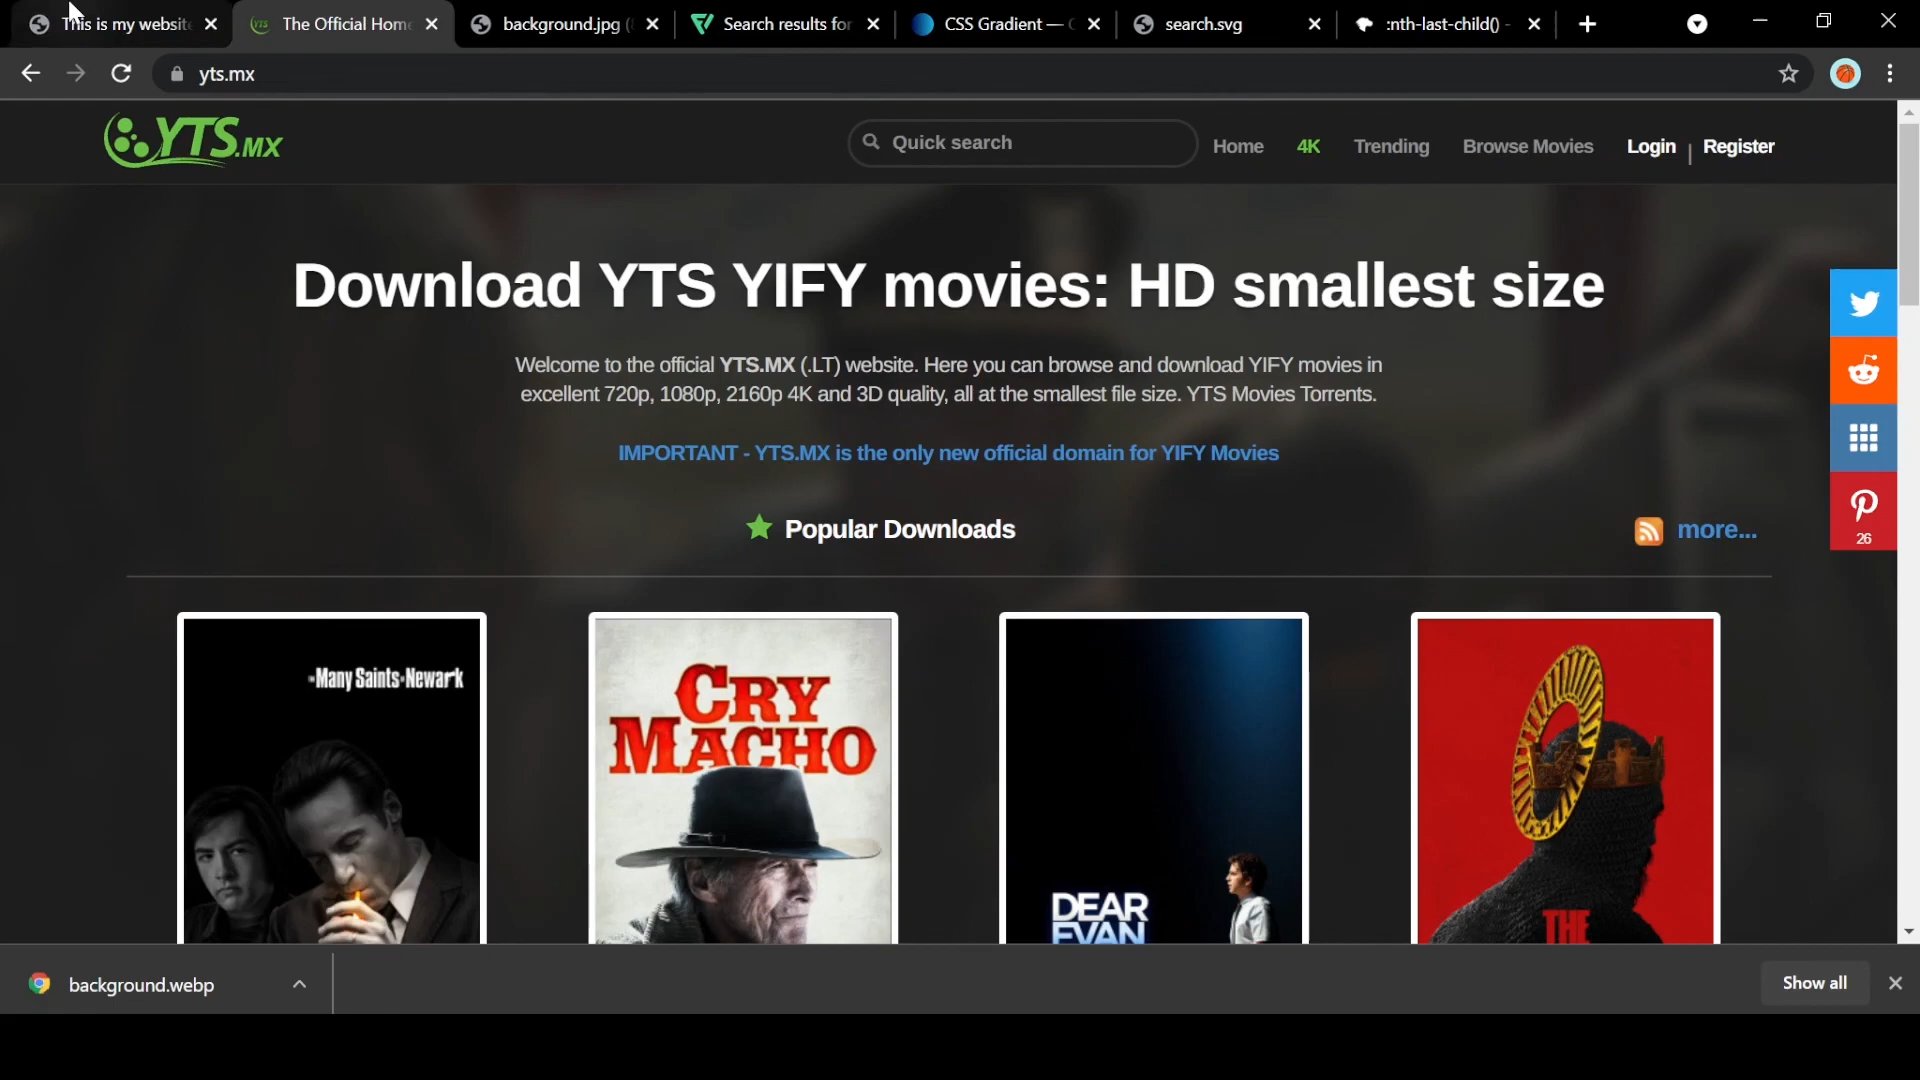 This is my website
The Official Hom
background.jpg (
Search results for
CSS Gradient — C
search.svg
:nth-last-child() -
yts.mx
YTS.MX
Quick search
Home
4K
Trending
Browse Movies
Login
Register
Download YTS YIFY movies: HD smallest size
Welcome to the official YTS.MX (.LT) website. Here you can browse and download YIFY movies in
excellent 720p, 1080p, 2160p 4K and 3D quality, all at the smallest file size. YTS Movies Torrents.
IMPORTANT - YTS.MX is the only new official domain for YIFY Movies
Popular Downloads
more...
26
Many Saints Newark
CRY
MACHO
DEAR
EVAN
THE
background.webp
Show all